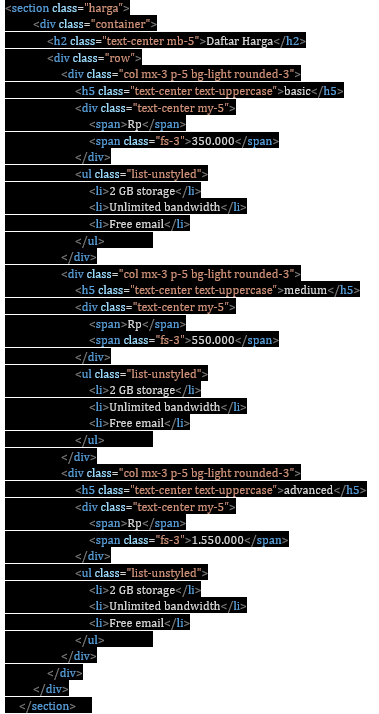 <section class="harga">
<div class="container">
<h2 class="text-center mb-5">Daftar Harga</h2>
<div class="row">
<div class="col mx-3 p-5 bg-light rounded-3">
<h5 class="text-center text-uppercase">basic</h5>
<div class="text-center my-5">
<span>Rp</span>
<span class="fs-3">350.000</span>
</div>
<ul class="list-unstyled">
<li>2 GB storage</li>
<li>Unlimited bandwidth</li>
<li>Free email</li>
</ul>
</div>
<div class="col mx-3 p-5 bg-light rounded-3">
<h5 class="text-center text-uppercase">medium</h5>
<div class="text-center my-5">
<span>Rp</span>
<span class="fs-3">550.000</span>
</div>
<ul class="list-unstyled">
<li>2 GB storage</li>
<li>Unlimited bandwidth</li>
<li>Free email</li>
</ul>
</div>
<div class="col mx-3 p-5 bg-light rounded-3">
<h5 class="text-center text-uppercase">advanced</h5>
<div class="text-center my-5">
<span>Rp</span>
<span class="fs-3">1.550.000</span>
</div>
<ul class="list-unstyled">
<li>2 GB storage</li>
<li>Unlimited bandwidth</li>
<li>Free email</li>
</ul>
</div>
</div>
</div>
</section>